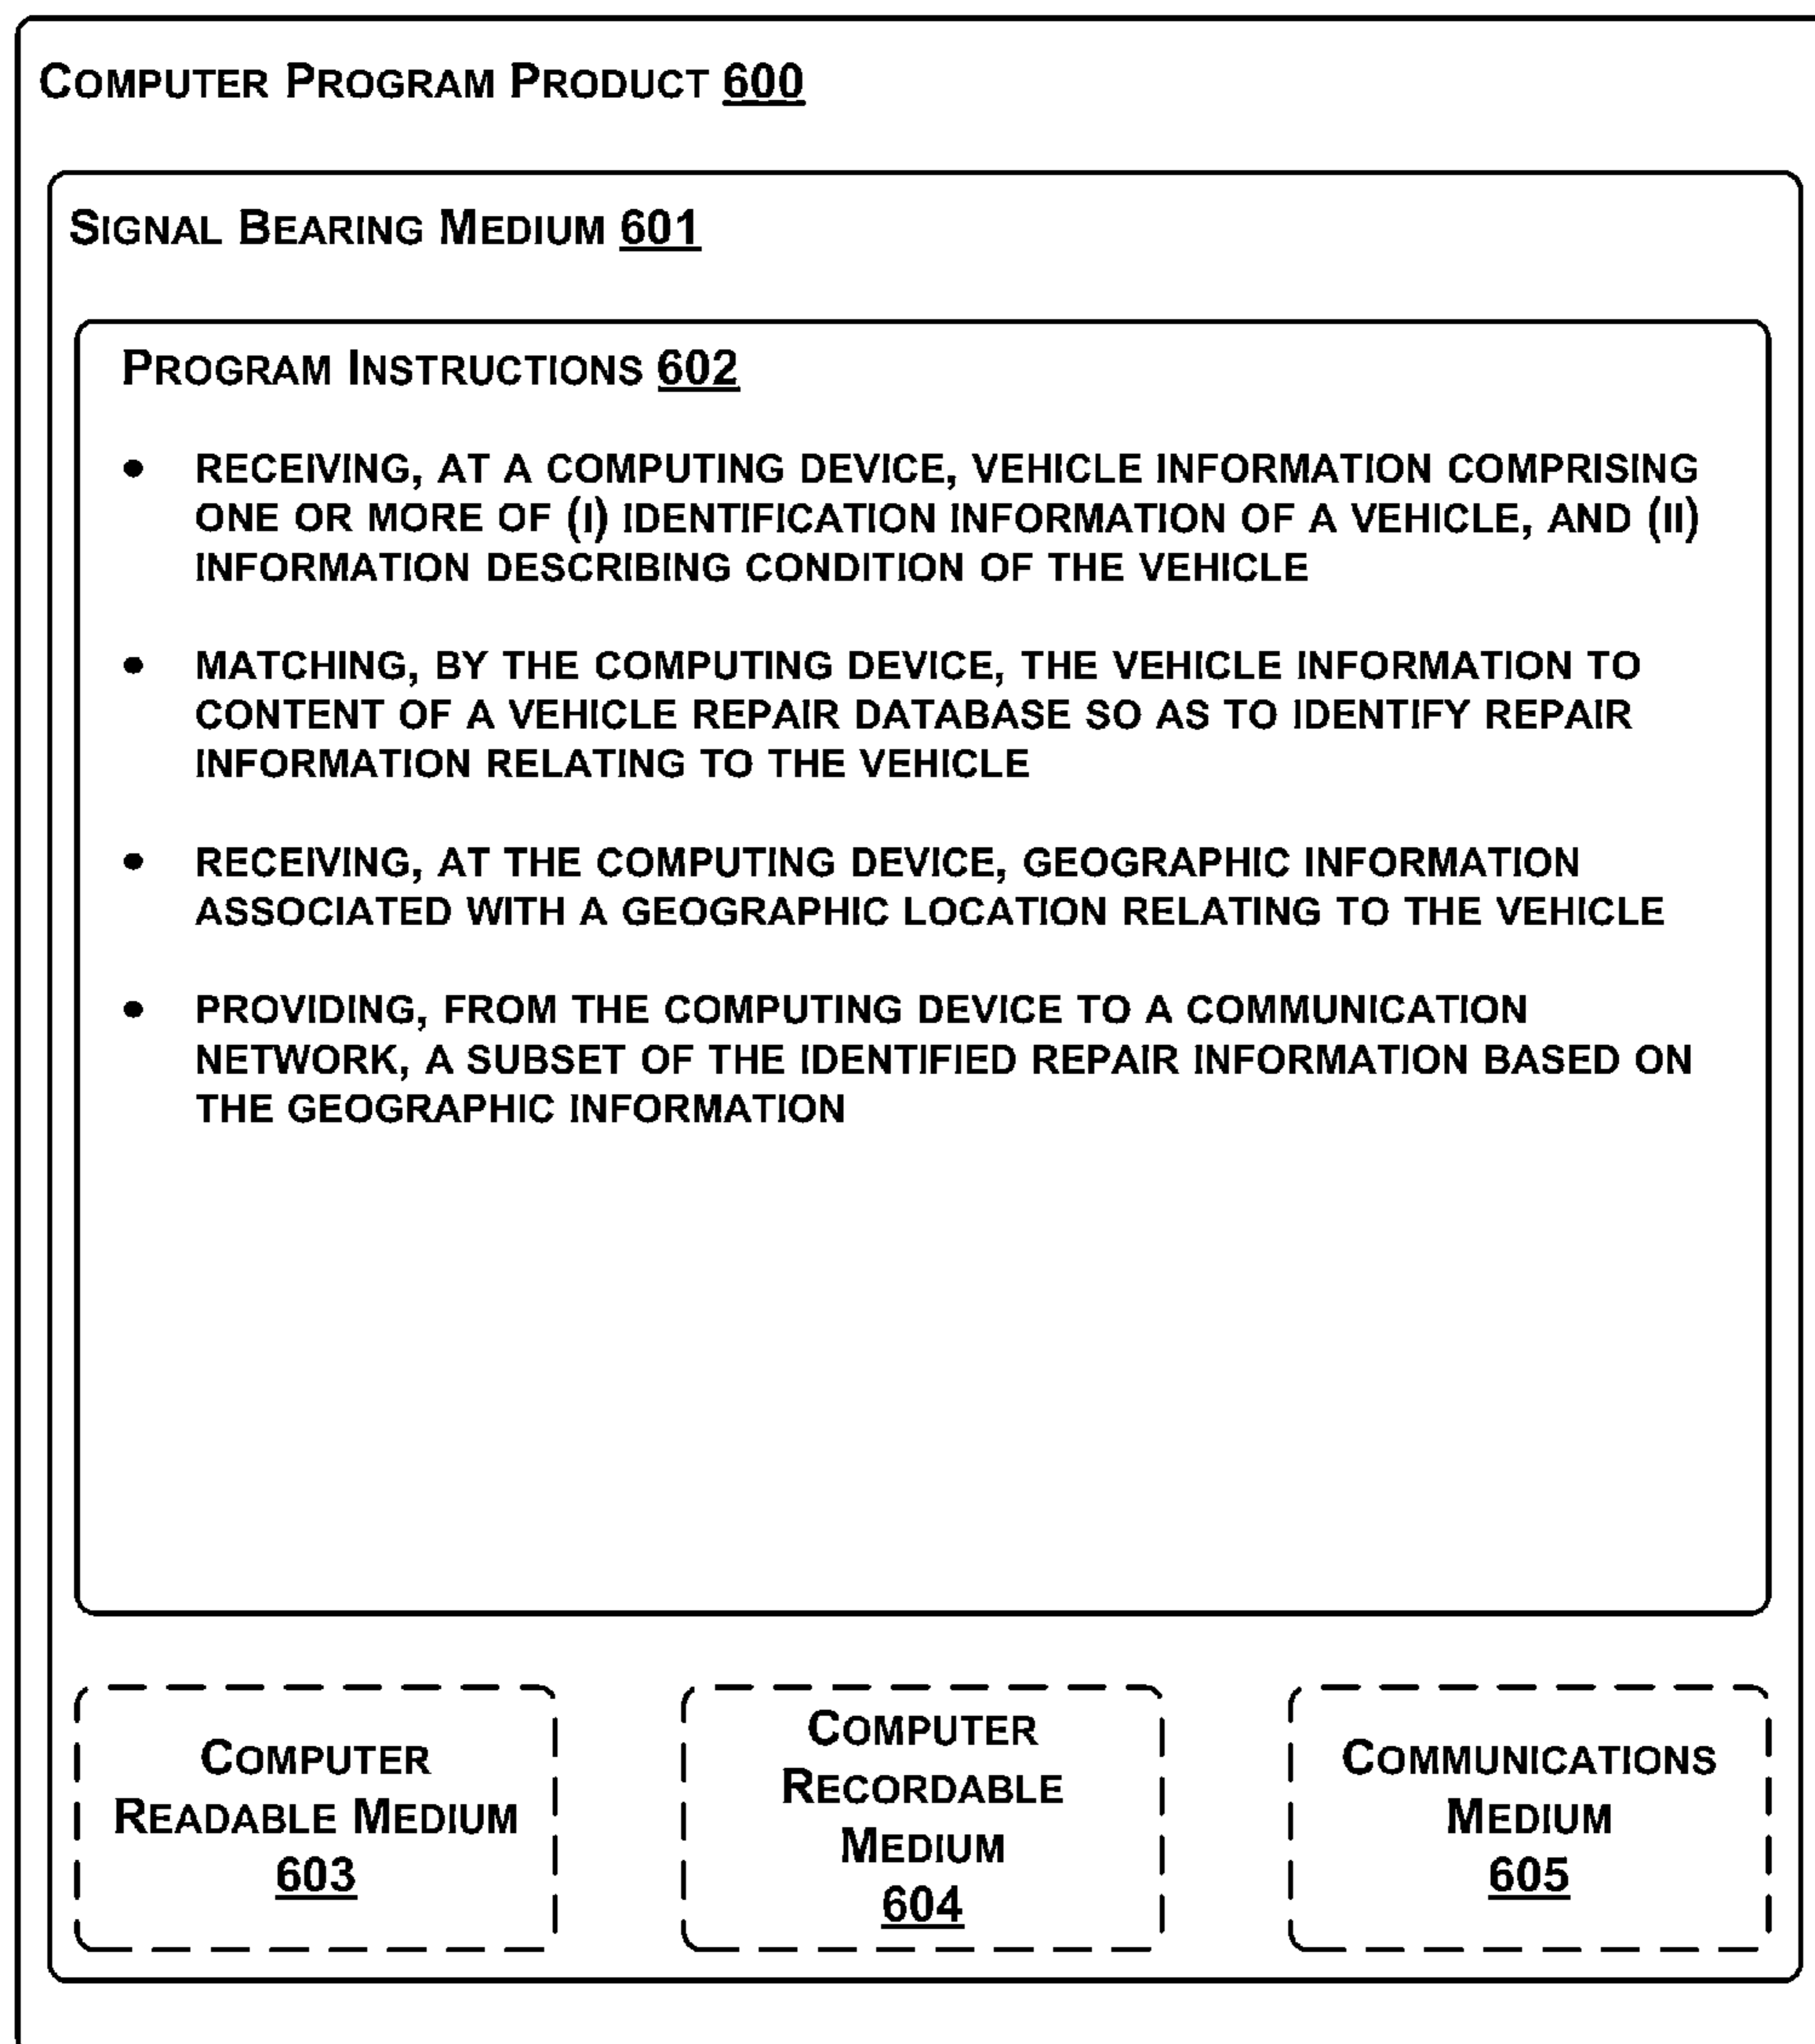 COMPUTER PROGRAM PRODUCT 600
SIGNAL BEARING MEDIUM 601
PROGRAM INSTRUCTIONS 602
• RECEIVING, AT A COMPUTING DEVICE, VEHICLE INFORMATION COMPRISING
ONE OR MORE OF (I) IDENTIFICATION INFORMATION OF A VEHICLE, AND (II)
INFORMATION DESCRIBING CONDITION OF THE VEHICLE
• MATCHING, BY THE COMPUTING DEVICE, THE VEHICLE INFORMATION TO
CONTENT OF A VEHICLE REPAIR DATABASE SO AS TO IDENTIFY REPAIR
INFORMATION RELATING TO THE VEHICLE
• RECEIVING, AT THE COMPUTING DEVICE, GEOGRAPHIC INFORMATION
ASSOCIATED WITH A GEOGRAPHIC LOCATION RELATING TO THE VEHICLE
• PROVIDING, FROM THE COMPUTING DEVICE TO A COMMUNICATION
NETWORK, A SUBSET OF THE IDENTIFIED REPAIR INFORMATION BASED ON
THE GEOGRAPHIC INFORMATION
COMPUTER
READABLE MEDIUM
603
COMPUTER
RECORDABLE
MEDIUM
604
COMMUNICATIONS
MEDIUM
605